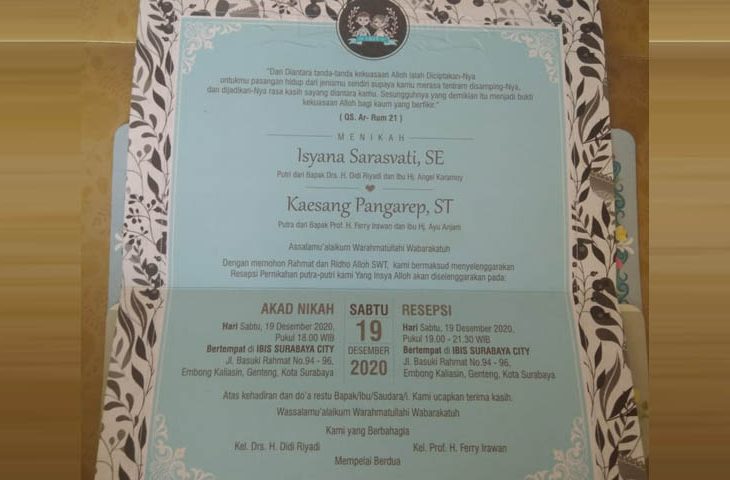 "Dan Diantara tanda-tanda kekuasaan Alloh ialah Diciptakan-Nya
untukmu pasangan hidup dari jenismu sendiri supaya kamu merasa tentram disamping-Nya,
dan dijadikan-Nya rasa kasih sayang diantara kamu. Sesungguhnya yang demikian itu menjadi bukti
kekuasaan Alloh bagi kaum yang berfikir."
( QS. Ar- Rum 21 )
MENIKAH
Isyana Sarasvati, SE
Putri dari Bapak Drs. H. Didi Riyadi dan Ibu Hj. Angel Karamoy
Kaesang Pangarep, ST
Putra dari Bapak Prof. H. Ferry Irawan dan Ibu Hj. Ayu Anjani
Assalamu'alaikum Warahmatullahi Wabarakatuh
Dengan memohon Rahmat dan Ridho Alloh SWT, kami bermaksud menyelenggarakan
Resepsi Pernikahan putra-putri kami Yang Insya Alloh akan diselenggarakan pada:
AKAD NIKAH
Hari Sabtu, 19 Desember 2020,
Pukul 18.00 WIB
Bertempat di IBIS SURABAYA CITY
Jl. Basuki Rahmat No.94 - 96,
Embong Kaliasin, Genteng, Kota Surabaya
SABTU
19
DESEMBER
2020
RESEPSI
Hari Sabtu, 19 Desember 2020,
Pukul 19.00 - 21.30 WIB
Bertempat di IBIS SURABAYA CITY
Jl. Basuki Rahmat No.94 - 96,
Embong Kaliasin, Genteng, Kota Surabaya
Atas kehadiran dan do'a restu Bapak/Ibu/Saudara/i. Kami ucapkan terima kasih.
Wassalamu'alaikum Warahmatullahi Wabarakatuh
Kami yang Berbahagia
Kel. Drs. H. Didi Riyadi Kel. Prof. H. Ferry Irawan
Mempelai Berdua